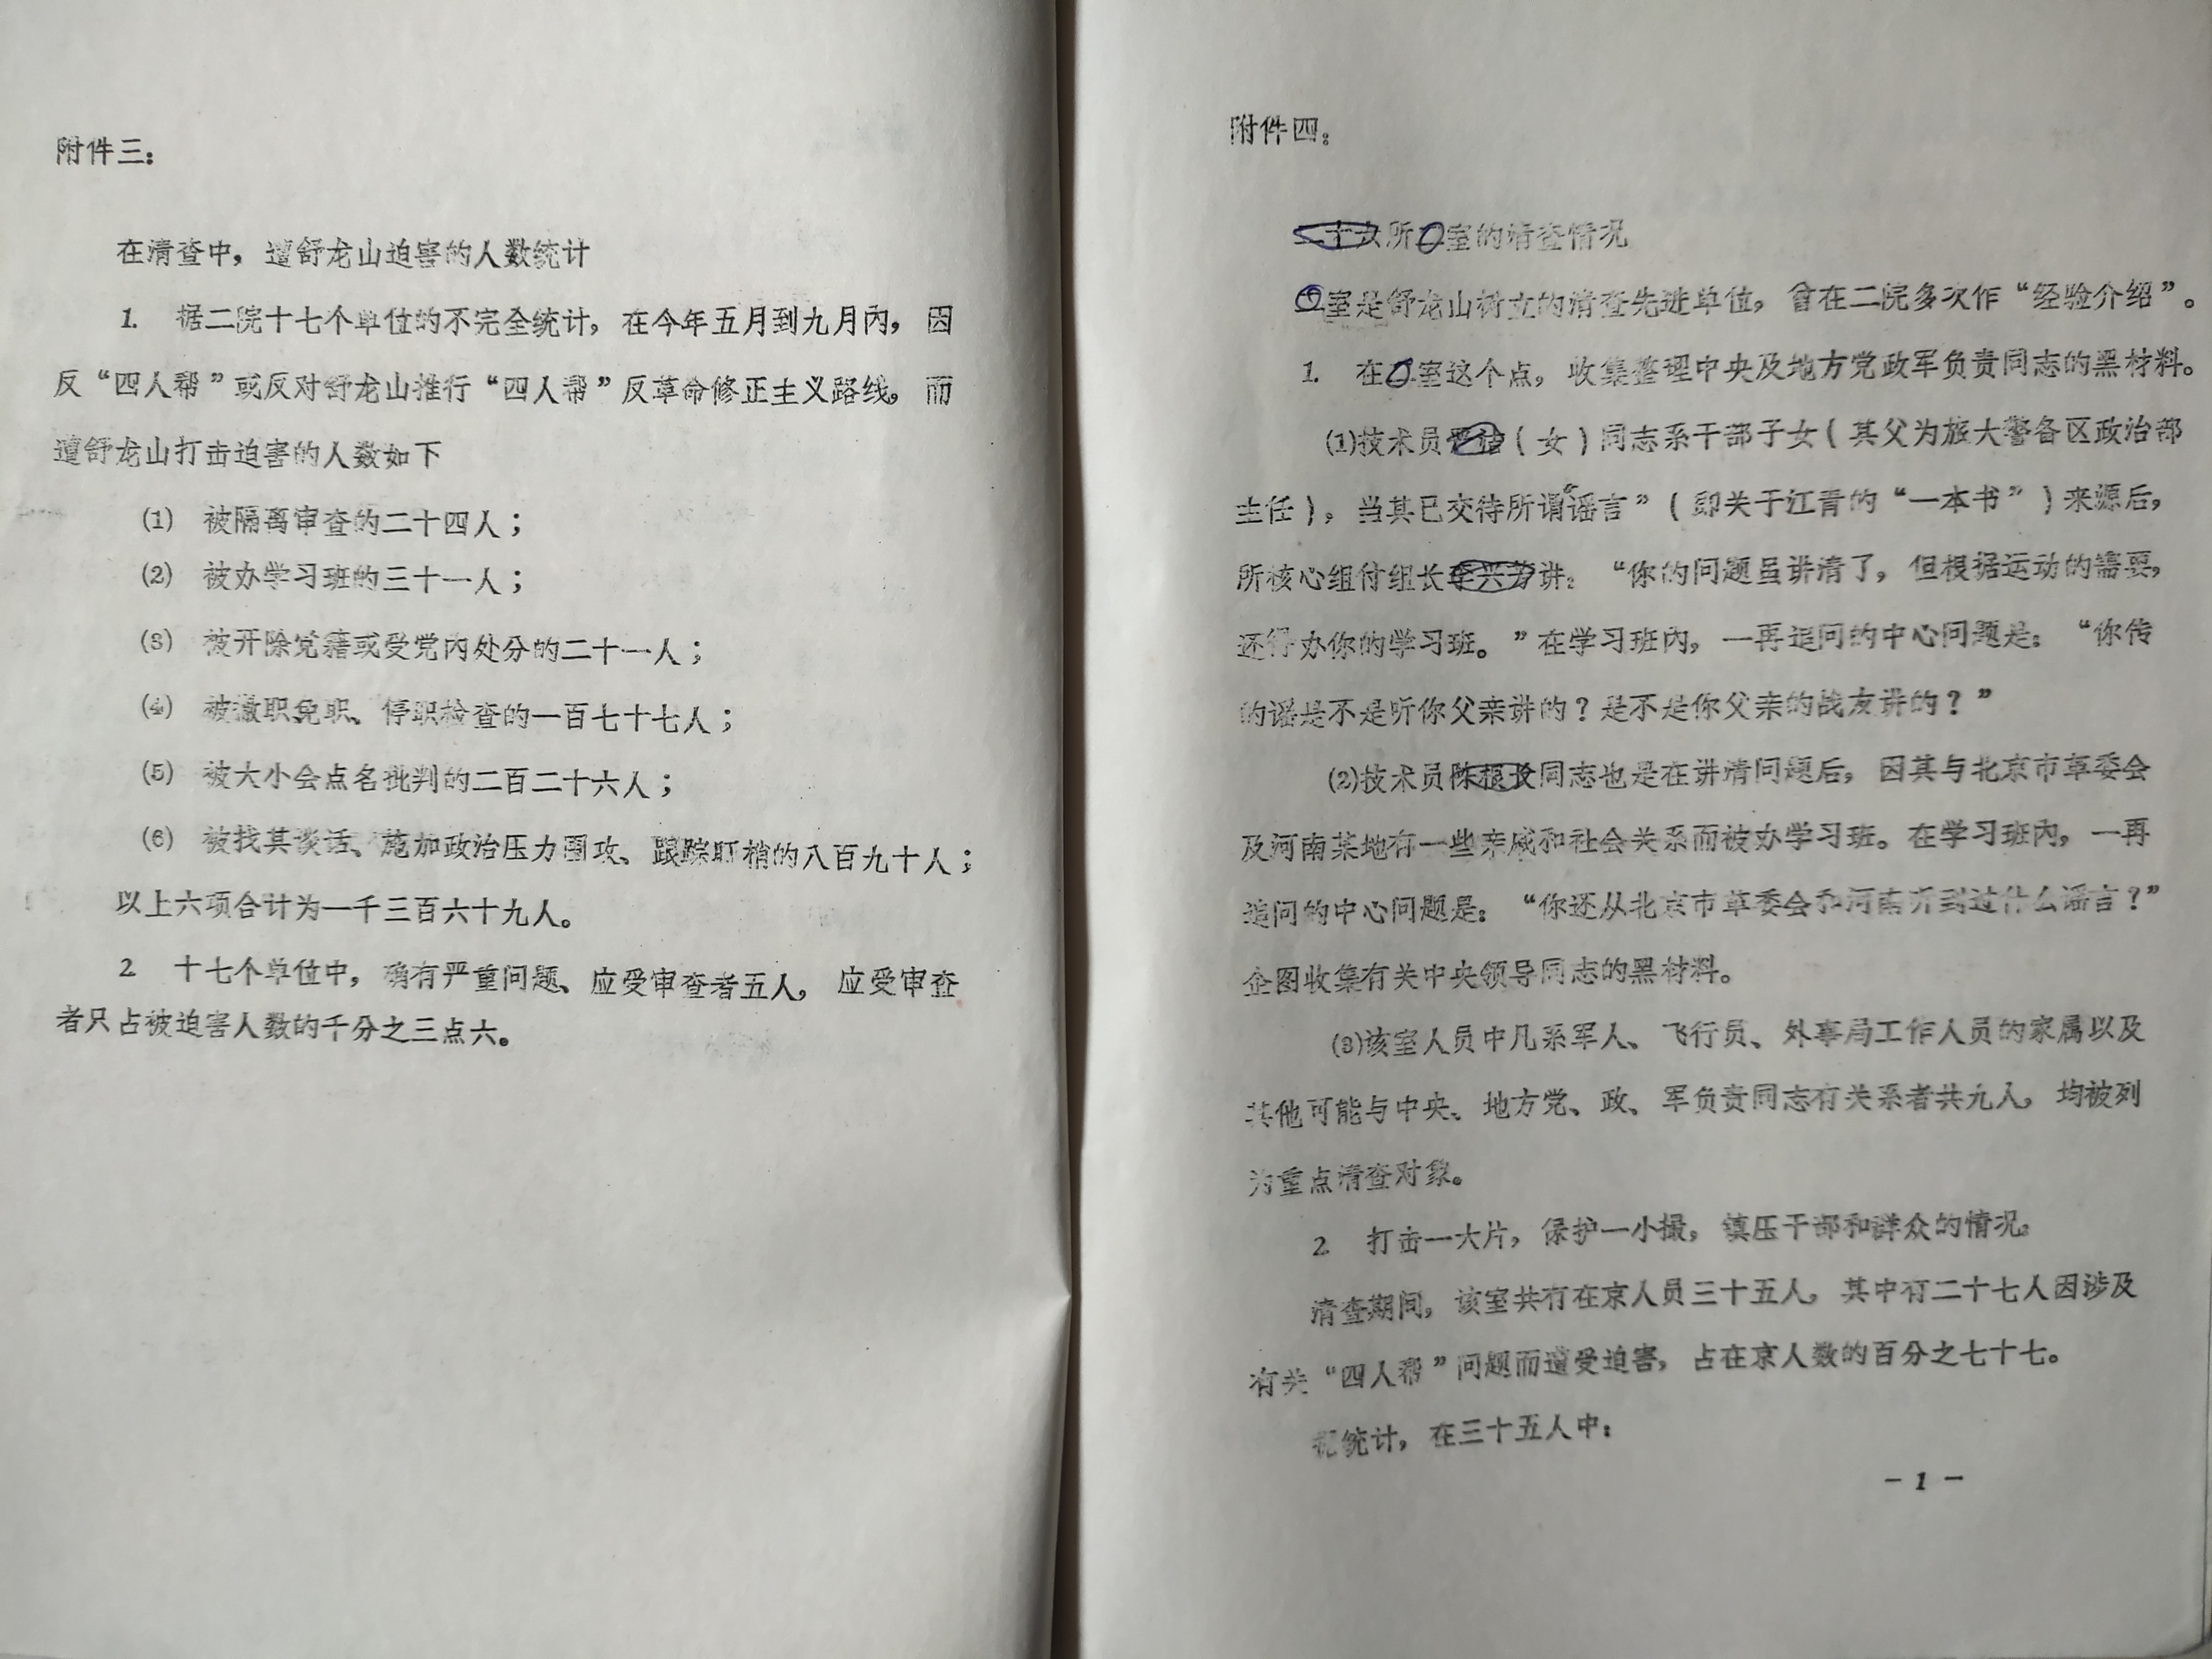 附件三：
在清查中，遭舒龙山迫害的人数统计
1. 据二院十七个单位的不完全统计，在今年五月到九月内，因
反“四人帮”或反对舒龙山推行“四人帮”反革命修正主义路线，而
遭舒龙山打击迫害的人数如下
(1) 被隔离审查的二十四人；
(2) 被办学习班的三十一人；
(3) 被开除党籍或受党内处分的二十一人；
(4) 被撤职免职、停职检查的一百七十七人；
(5) 被大小会点名批判的二百二十六人；
(6) 被找其谈话、施加政治压力围攻、跟踪盯梢的八百九十人；
以上六项合计为一千三百六十九人。
2 十七个单位中，确有严重问题、应受审查者五人，应受审查
者只占被迫害人数的千分之三点六。
附件四：
所室的清查情况
室是舒龙山树立的清查先进单位，曾在二院多次作“经验介绍”。
1. 在室这个点，收集整理中央及地方党政军负责同志的黑材料。
(1)技术员（女）同志系干部子女（其父为旅大警备区政治部
主任），当其已交待所谓“谣言”（即关于江青的“一本书”）来源后，
所核心组付组长讲：“你的问题虽讲清了，但根据运动的需要，
还得办你的学习班。”在学习班内，一再追问的中心问题是：“你传
的谣是不是听你父亲讲的？是不是你父亲的战友讲的？”
(2)技术员同志也是在讲清问题后，因其与北京市革委会
及河南某地有一些亲戚和社会关系而被办学习班。在学习班内，一再
追问的中心问题是：“你还从北京市革委会和河南听到过什么谣言？”
企图收集有关中央领导同志的黑材料。
(3)该室人员中凡系军人、飞行员、外事局工作人员的家属以及
其他可能与中央、地方党、政、军负责同志有关系者共九人，均被列
为重点清查对象。
2 打击一大片，保护一小撮，镇压干部和群众的情况。
清查期间，该室共有在京人员三十五人，其中有二十七人因涉及
有关“四人帮”问题而遭受迫害，占在京人数的百分之七十七。
据统计，在三十五人中：
－1－